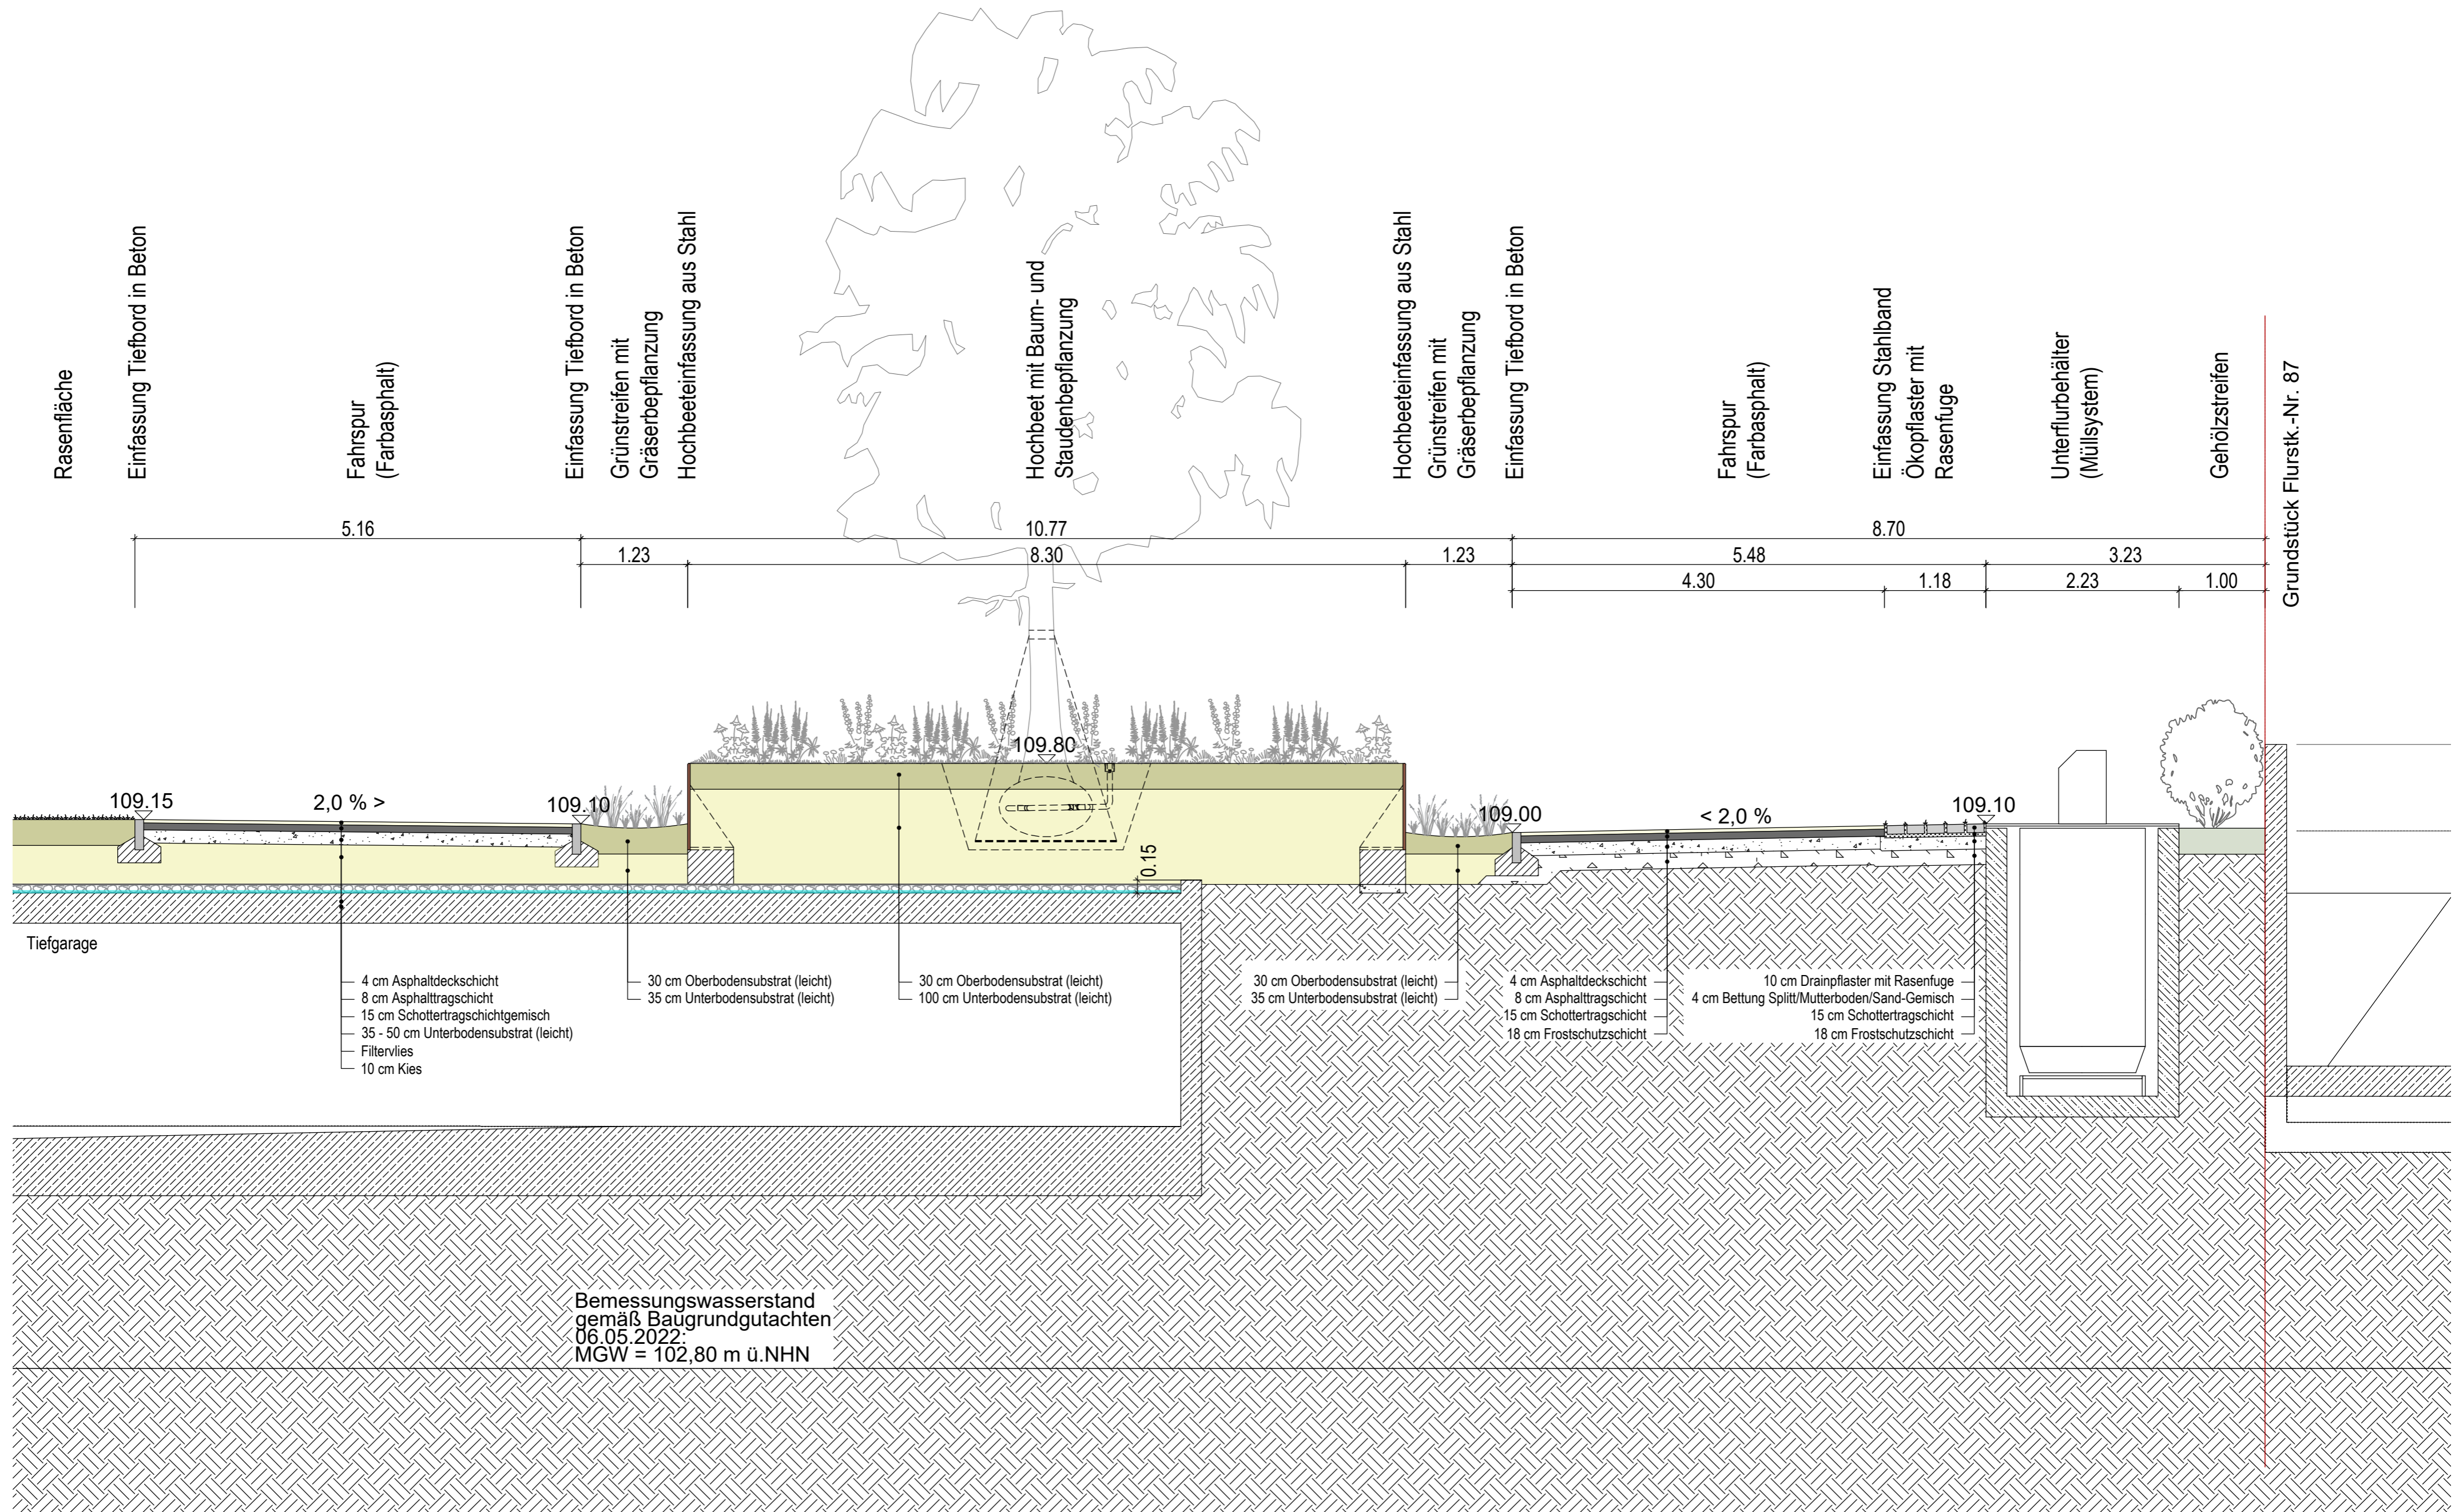 Rasenfläche
Einfassung Tiefbord in Beton
Fahrspur
(Farbasphalt)
Einfassung Tiefbord in Beton
Grünstreifen mit
Gräserbepflanzung
Hochbeeteinfassung aus Stahl
Hochbeet mit Baum- und
Staudenbepflanzung
Hochbeeteinfassung aus Stahl
Grünstreifen mit
Gräserbepflanzung
Einfassung Tiefbord in Beton
Fahrspur
(Farbasphalt)
Einfassung Stahlband
Ökopflaster mit
Rasenfuge
Unterflurbehälter
(Müllsystem)
Gehölzstreifen
Grundstück Flurstk.-Nr. 87
5.16
10.77
8.70
1.23
8.30
1.23
5.48
3.23
4.30
1.18
2.23
1.00
109.80
109.15
2,0 % >
109.10
109.00
< 2,0 %
109.10
0.15
Tiefgarage
4 cm Asphaltdeckschicht
8 cm Asphalttragschicht
15 cm Schottertragschichtgemisch
35 - 50 cm Unterbodensubstrat (leicht)
Filtervlies
10 cm Kies
30 cm Oberbodensubstrat (leicht)
35 cm Unterbodensubstrat (leicht)
30 cm Oberbodensubstrat (leicht)
100 cm Unterbodensubstrat (leicht)
30 cm Oberbodensubstrat (leicht)
35 cm Unterbodensubstrat (leicht)
4 cm Asphaltdeckschicht
8 cm Asphalttragschicht
15 cm Schottertragschicht
18 cm Frostschutzschicht
10 cm Drainpflaster mit Rasenfuge
4 cm Bettung Splitt/Mutterboden/Sand-Gemisch
15 cm Schottertragschicht
18 cm Frostschutzschicht
Bemessungswasserstand
gemäß Baugrundgutachten
06.05.2022:
MGW = 102,80 m ü.NHN